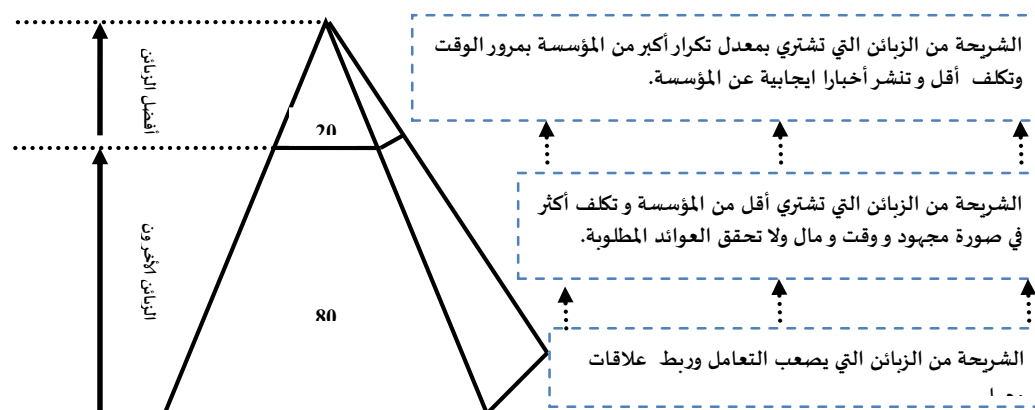 الشريحة من الزبائن التي تشتري بمعدل تكرار أكبر من المؤسسة بمرور الوقت
وتكلف أقل و تنشر أخبارا ايجابية عن المؤسسة.
أفضل الزبائن
20
الشريحة من الزبائن التي تشتري أقل من المؤسسة و تكلف أكثر
في صورة مجهود و وقت و مال ولا تحقق العوائد المطلوبة.
الزبائن الأخرون
80
الشريحة من الزبائن التي يصعب التعامل وربط علاقات